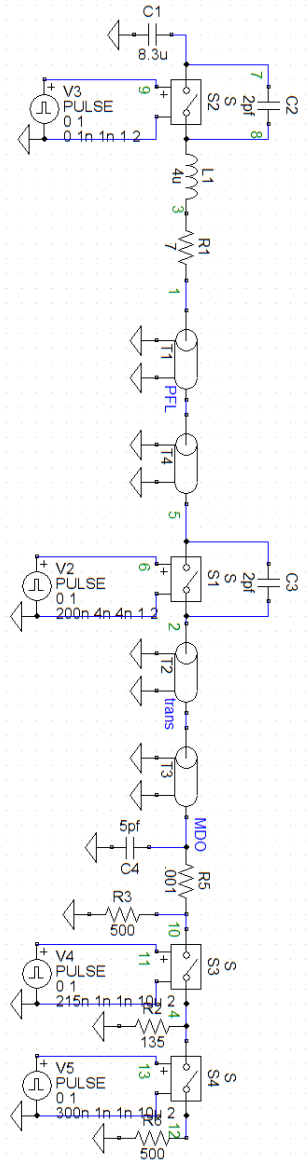 C1
8.3u
7
V3
PULSE
0 1
0 1n 1n 1 2
9
+
S2
S
2pf
C2
8
L1
4u
3
R1
7
1
T1
PFL
T4
5
V2
PULSE
0 1
200n 4n 4n 1 2
6
+
S1
S
2pf
C3
2
T2
trans
T3
MDO
5pf
C4
R5
.001
R3
500
10
V4
PULSE
0 1
215n 1n 1n 10u 2
11
+
S3
S
4
R2
135
V5
PULSE
0 1
300n 1n 1n 10u 2
13
+
S4
S
12
R6
500